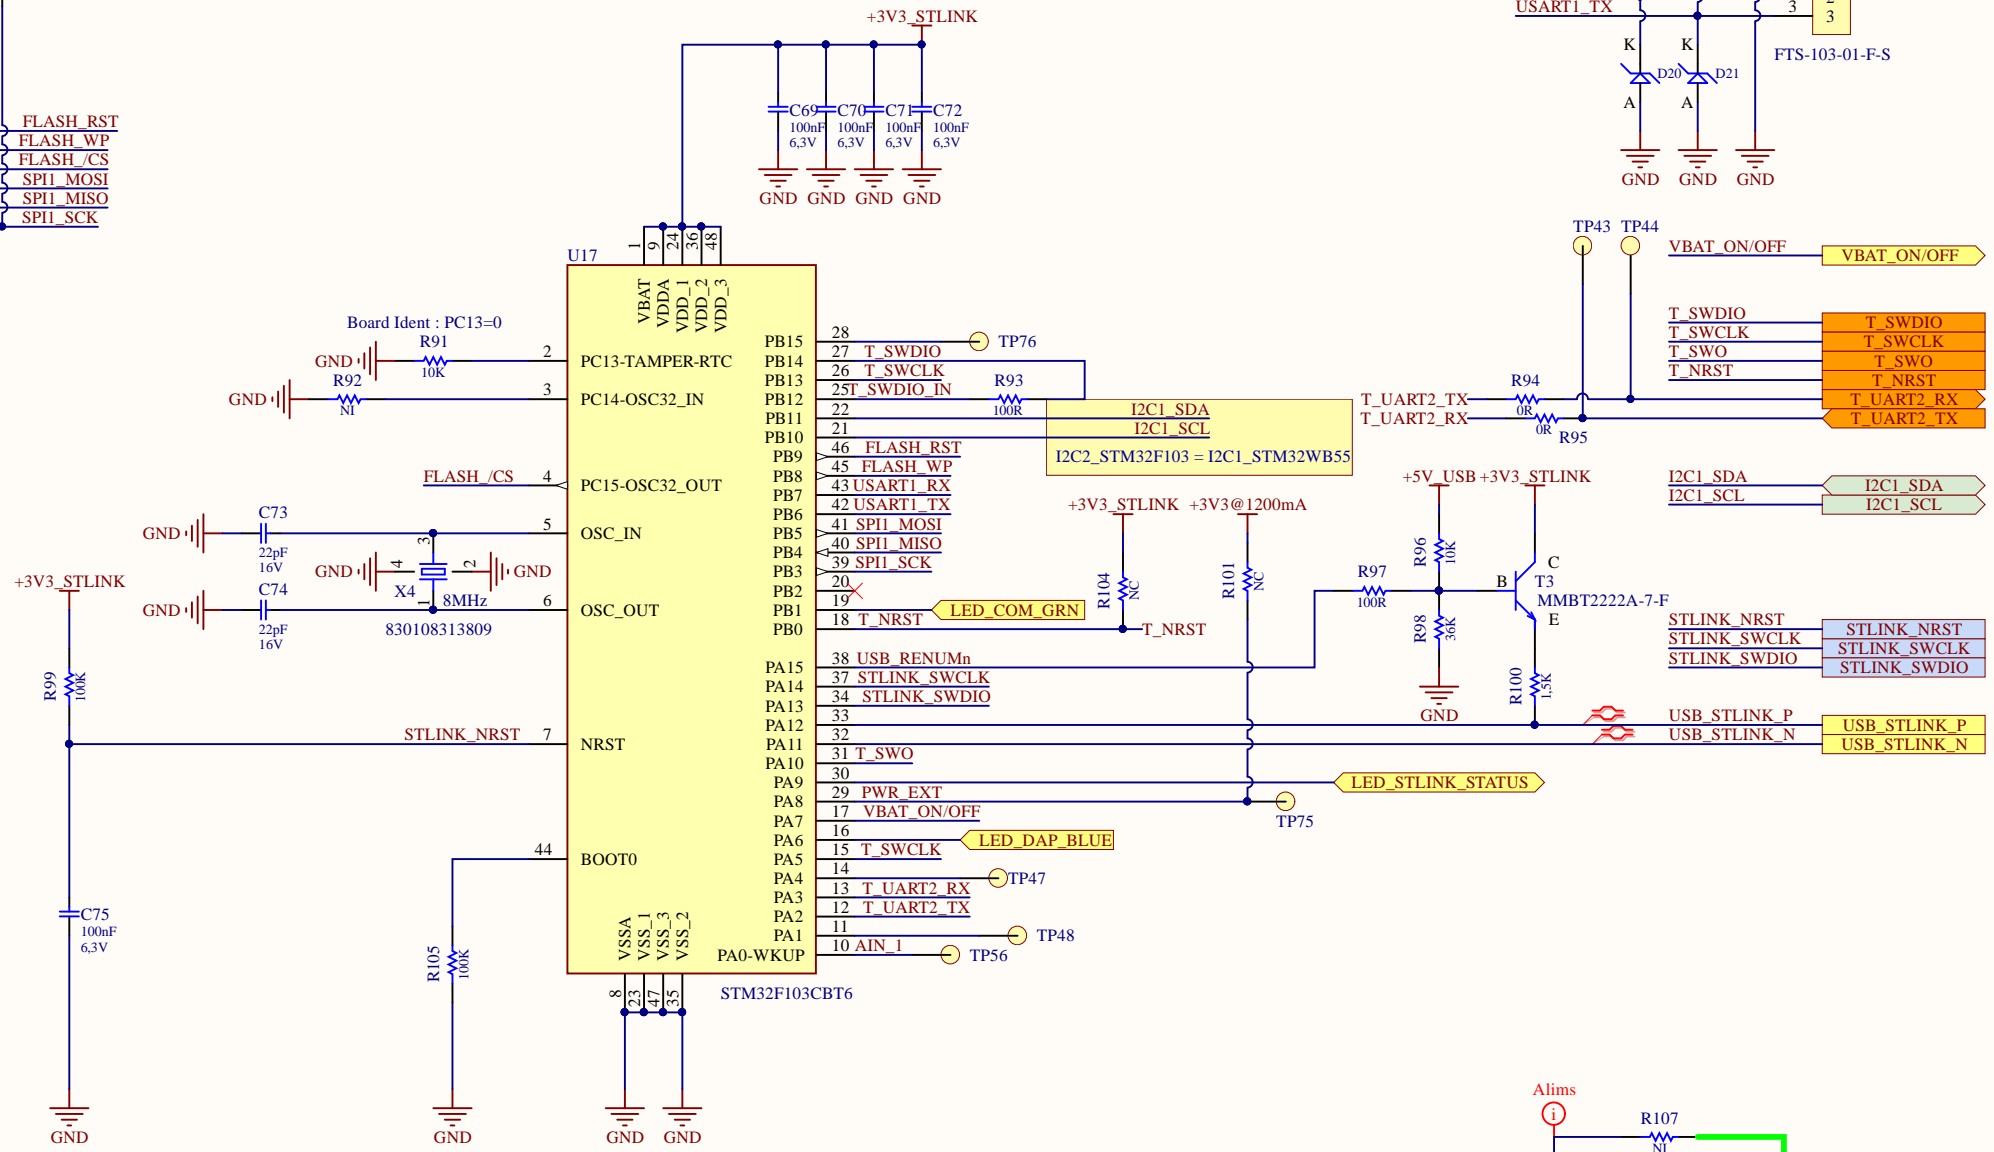 +3V3_STLINK
C69
100nF
6,3V
C70
100nF
6,3V
C71
100nF
6,3V
C72
100nF
6,3V
GND
GND
GND
GND
USART1_TX
3
3
FTS-103-01-F-S
K
K
D20
D21
A
A
GND
GND
GND
FLASH_RST
FLASH_WP
FLASH_/CS
SPI1_MOSI
SPI1_MISO
SPI1_SCK
TP43
TP44
VBAT_ON/OFF
VBAT_ON/OFF
U17
1
9
24
36
48
VBAT
VDDA
VDD_1
VDD_2
VDD_3
Board Ident : PC13=0
GND
R91
10K
2
PC13-TAMPER-RTC
GND
R92
NI
3
PC14-OSC32_IN
FLASH_/CS
4
PC15-OSC32_OUT
GND
C73
22pF
16V
5
OSC_IN
GND
4
3
2
GND
X4
1
8MHz
830108313809
GND
C74
22pF
16V
6
OSC_OUT
+3V3_STLINK
R99
100K
STLINK_NRST
7
NRST
44
BOOT0
C75
100nF
6,3V
R105
100K
GND
GND
VSSA
VSS_1
VSS_3
VSS_2
8
23
47
35
GND
GND
STM32F103CBT6
PB15
28
TP76
PB14
27
T_SWDIO
PB13
26
T_SWCLK
PB12
25
T_SWDIO_IN
R93
100R
PB11
22
I2C1_SDA
PB10
21
I2C1_SCL
I2C2_STM32F103 = I2C1_STM32WB55
PB9
46
FLASH_RST
PB8
45
FLASH_WP
PB7
43
USART1_RX
PB6
42
USART1_TX
PB5
41
SPI1_MOSI
PB4
40
SPI1_MISO
PB3
39
SPI1_SCK
PB2
20
PB1
19
LED_COM_GRN
PB0
18
T_NRST
T_NRST
+3V3_STLINK
R104
NC
+3V3@1200mA
R101
NC
PA15
38
USB_RENUMn
PA14
37
STLINK_SWCLK
PA13
34
STLINK_SWDIO
PA12
33
PA11
32
PA10
31
T_SWO
PA9
30
LED_STLINK_STATUS
PA8
29
PWR_EXT
TP75
PA7
17
VBAT_ON/OFF
PA6
16
LED_DAP_BLUE
PA5
15
T_SWCLK
PA4
14
TP47
PA3
13
T_UART2_RX
PA2
12
T_UART2_TX
PA1
11
TP48
PA0-WKUP
10
AIN_1
TP56
T_SWDIO
T_SWDIO
T_SWCLK
T_SWCLK
T_SWO
T_SWO
T_NRST
T_NRST
T_UART2_TX
R94
0R
T_UART2_RX
T_UART2_RX
0R
R95
T_UART2_TX
+5V_USB
+3V3_STLINK
I2C1_SDA
I2C1_SDA
I2C1_SCL
I2C1_SCL
R96
10K
R97
100R
R98
36K
GND
B
C
T3
MMBT2222A-7-F
E
R100
1,5K
STLINK_NRST
STLINK_NRST
STLINK_SWCLK
STLINK_SWCLK
STLINK_SWDIO
STLINK_SWDIO
USB_STLINK_P
USB_STLINK_P
USB_STLINK_N
USB_STLINK_N
Alims
i
R107